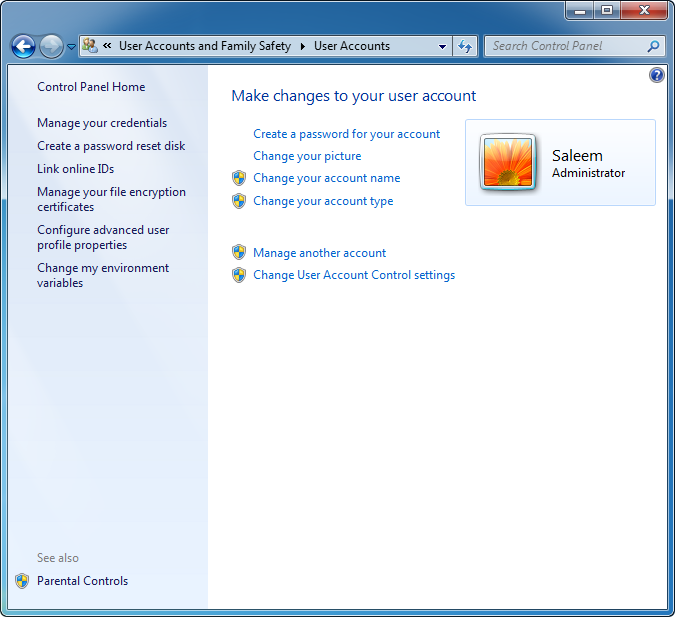 « User Accounts and Family Safety User Accounts
Search Control Panel
Control Panel Home
Manage your credentials
Create a password reset disk
Link online IDs
Manage your file encryption
certificates
Configure advanced user
profile properties
Change my environment
variables
See also
Parental Controls
Make changes to your user account
Create a password for your account
Change your picture
Change your account name
Change your account type
Manage another account
Change User Account Control settings
Saleem
Administrator